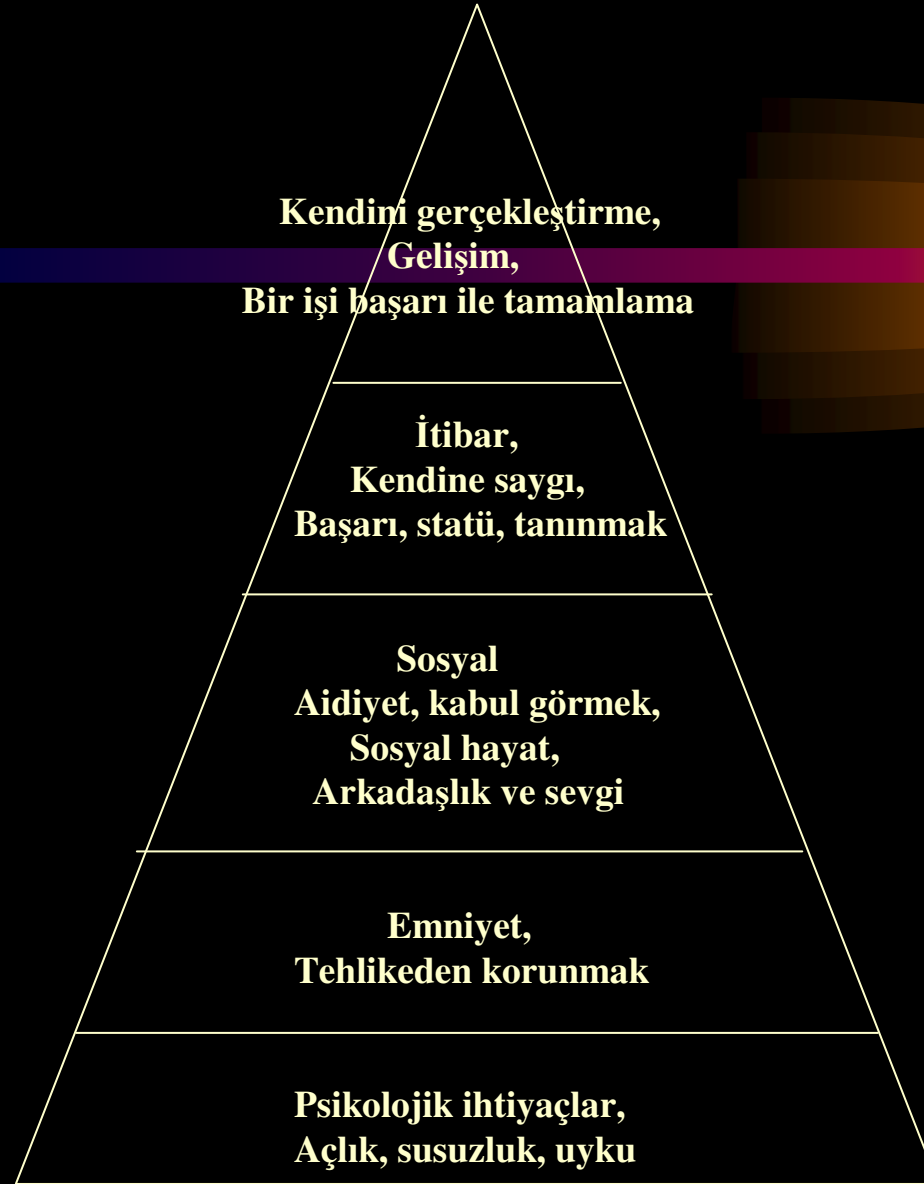 Kendini gerçekleştirme,
Gelişim,
Bir işi başarı ile tamamlama
İtibar,
Kendine saygı,
Başarı, statü, tanınmak
Sosyal
Aidiyet, kabul görmek,
Sosyal hayat,
Arkadaşlık ve sevgi
Emniyet,
Tehlikeden korunmak
Psikolojik ihtiyaçlar,
Açlık, susuzluk, uyku